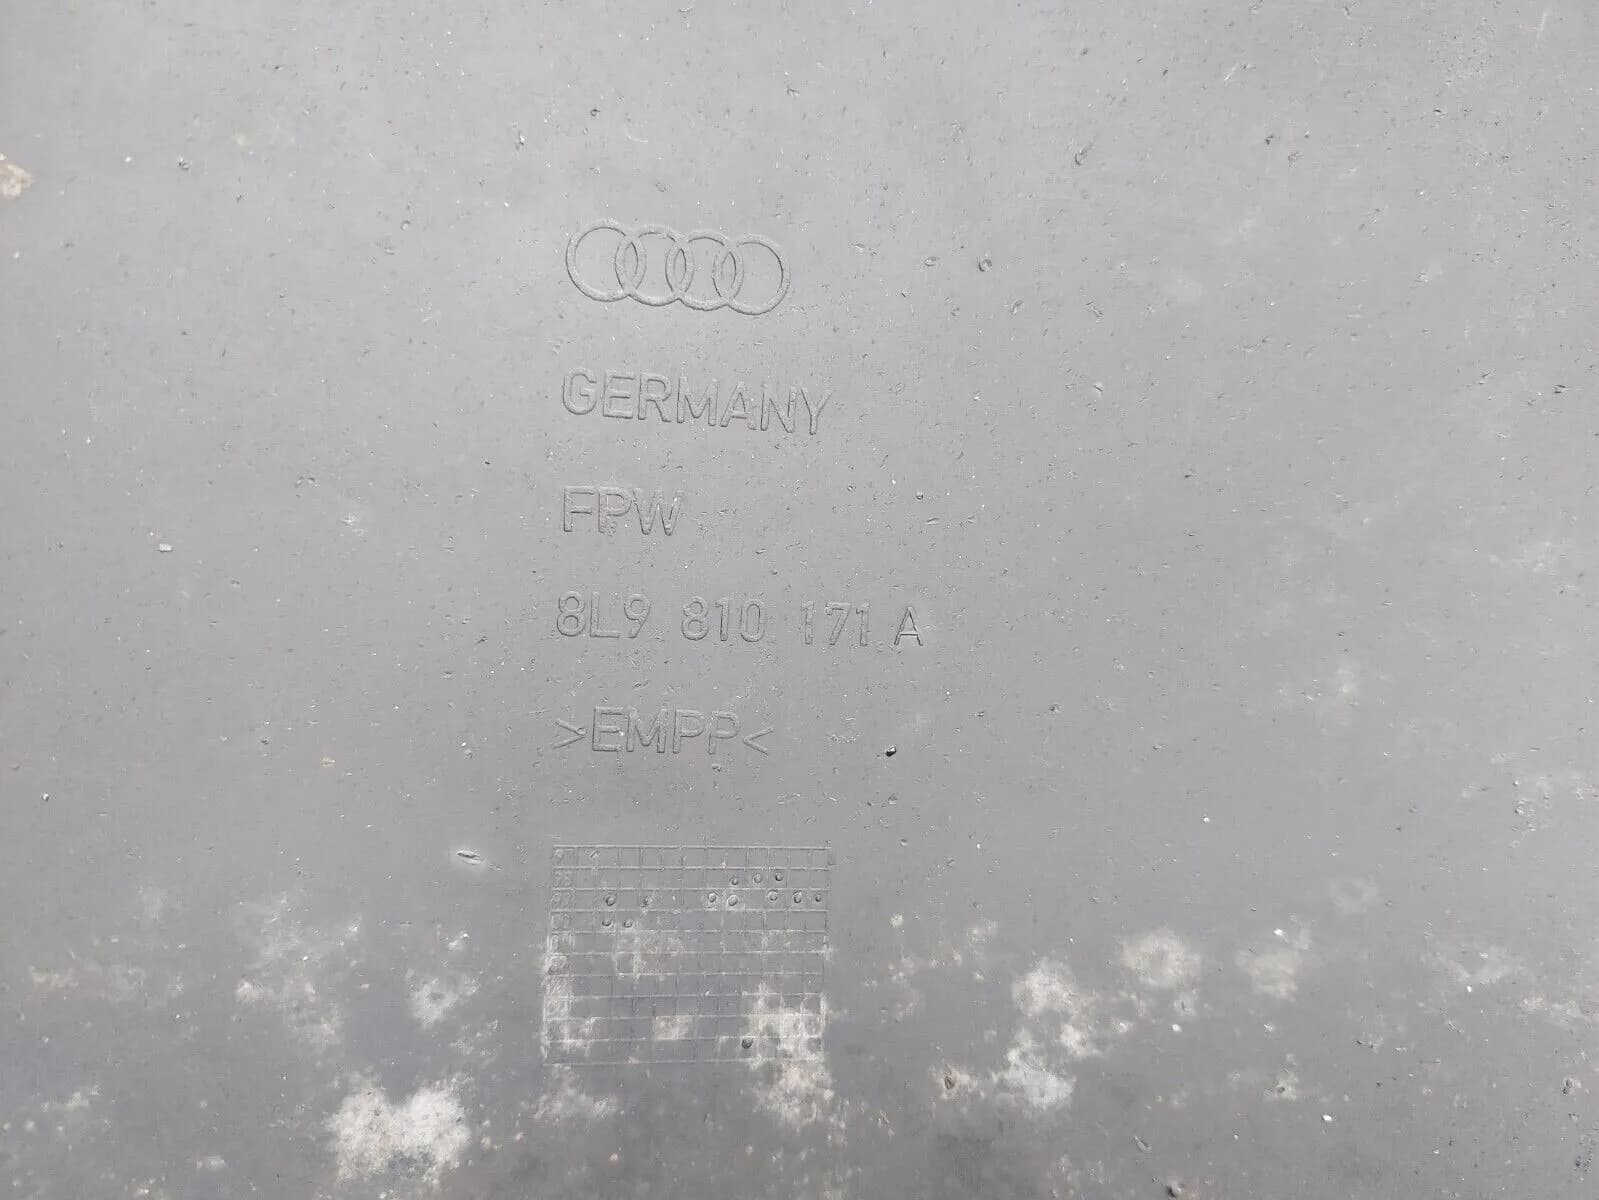 GERMANY
FPW
8L9 810 171 A
>EMPP<